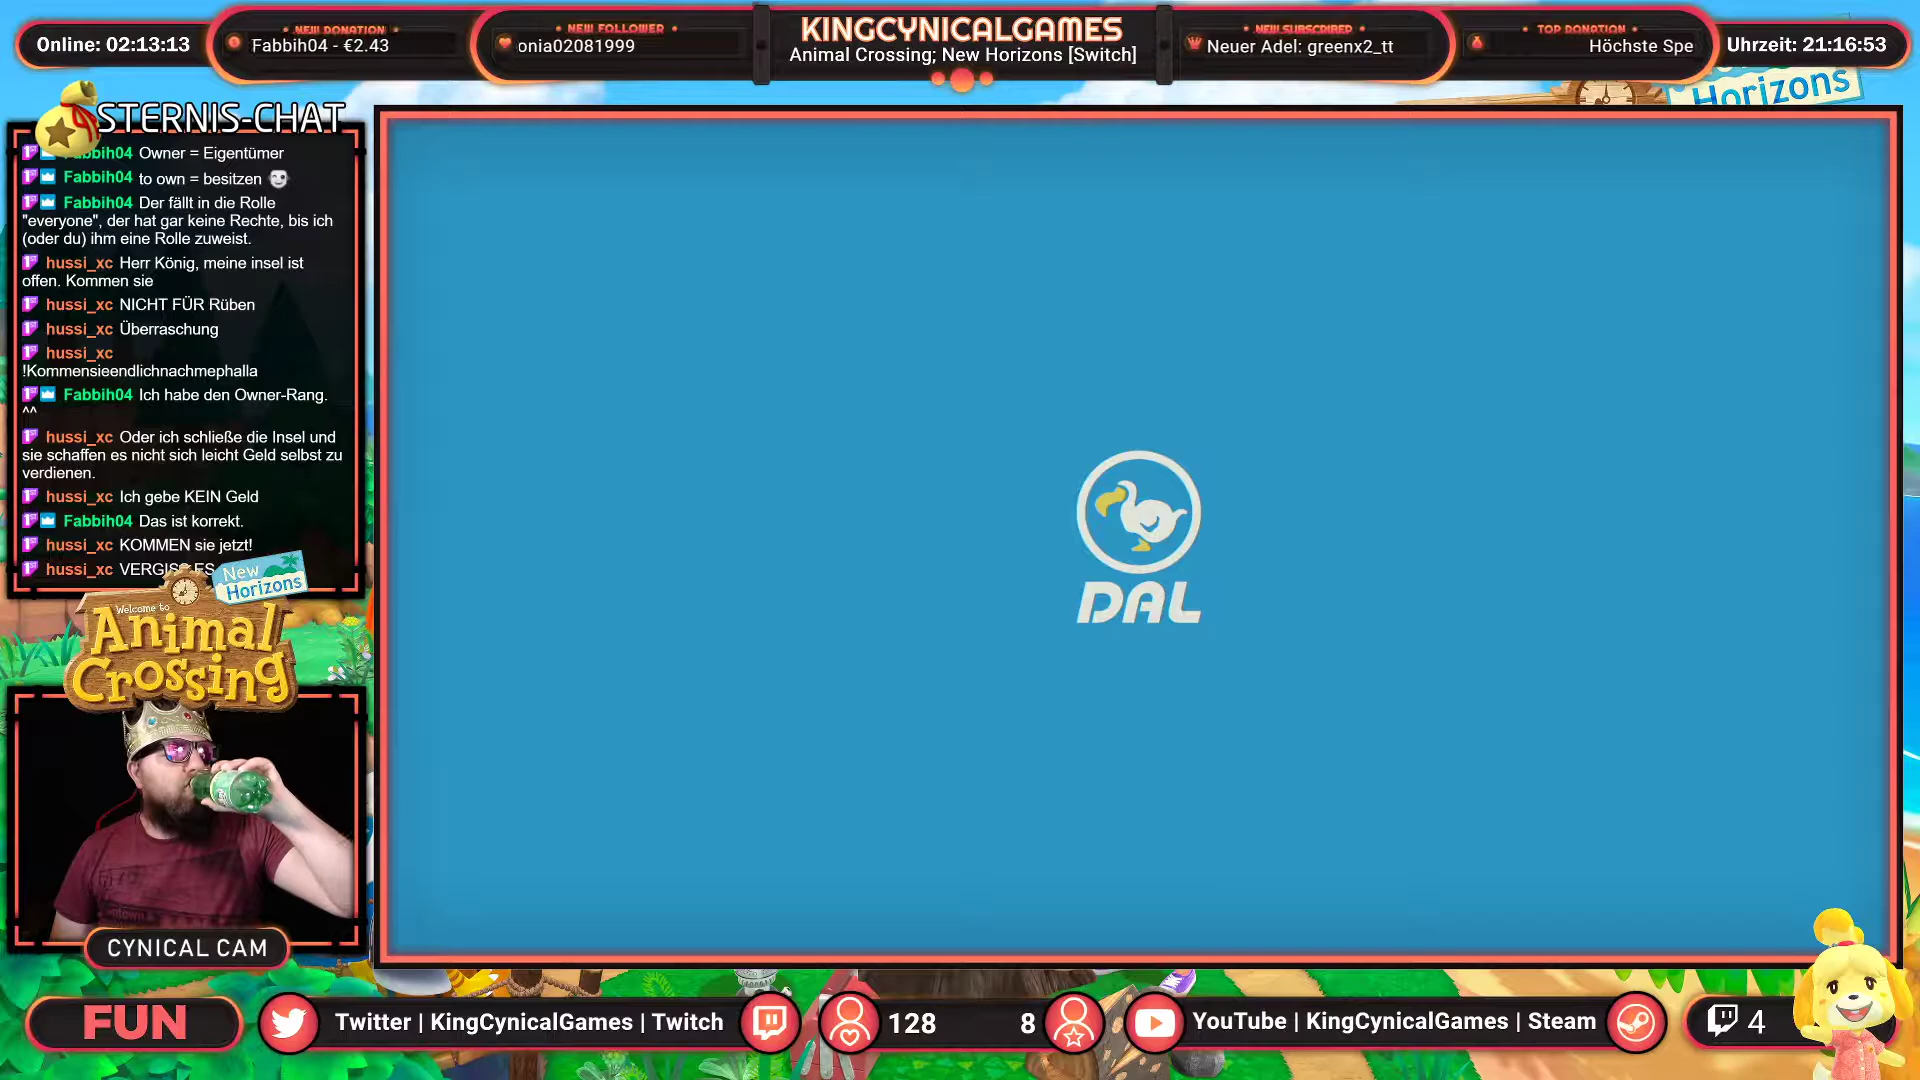 Online: 02:13:13
NEW DONATION
Fabbih04 - €2.43
NEW FOLLOWER
onia02081999
KINGCYNICALGAMES
Animal Crossing; New Horizons [Switch]
NEW SUBSCRIBER
Neuer Adel: greenx2_tt
TOP DONATION
Höchste Spe
Uhrzeit: 21:16:53
Horizons
STERNIS-CHAT
Fabbih04 Owner = Eigentümer
Fabbih04 to own = besitzen
Fabbih04 Der fällt in die Rolle
"everyone", der hat gar keine Rechte, bis ich
(oder du) ihm eine Rolle zuweist.
hussi_xc Herr König, meine insel ist
offen. Kommen sie
hussi_xc NICHT FÜR Rüben
hussi_xc Überraschung
hussi_xc
!Kommensieendlichnachmephalla
Fabbih04 Ich habe den Owner-Rang.
^^
hussi_xc Oder ich schließe die Insel und
sie schaffen es nicht sich leicht Geld selbst zu
verdienen.
hussi_xc Ich gebe KEIN Geld
Fabbih04 Das ist korrekt.
hussi_xc KOMMEN sie jetzt!
hussi_xc VERGISS ES
New
Horizons
Welcome to
Animal
Crossing
DAL
CYNICAL CAM
FUN
Twitter | KingCynicalGames | Twitch
128
8
YouTube | KingCynicalGames | Steam
4